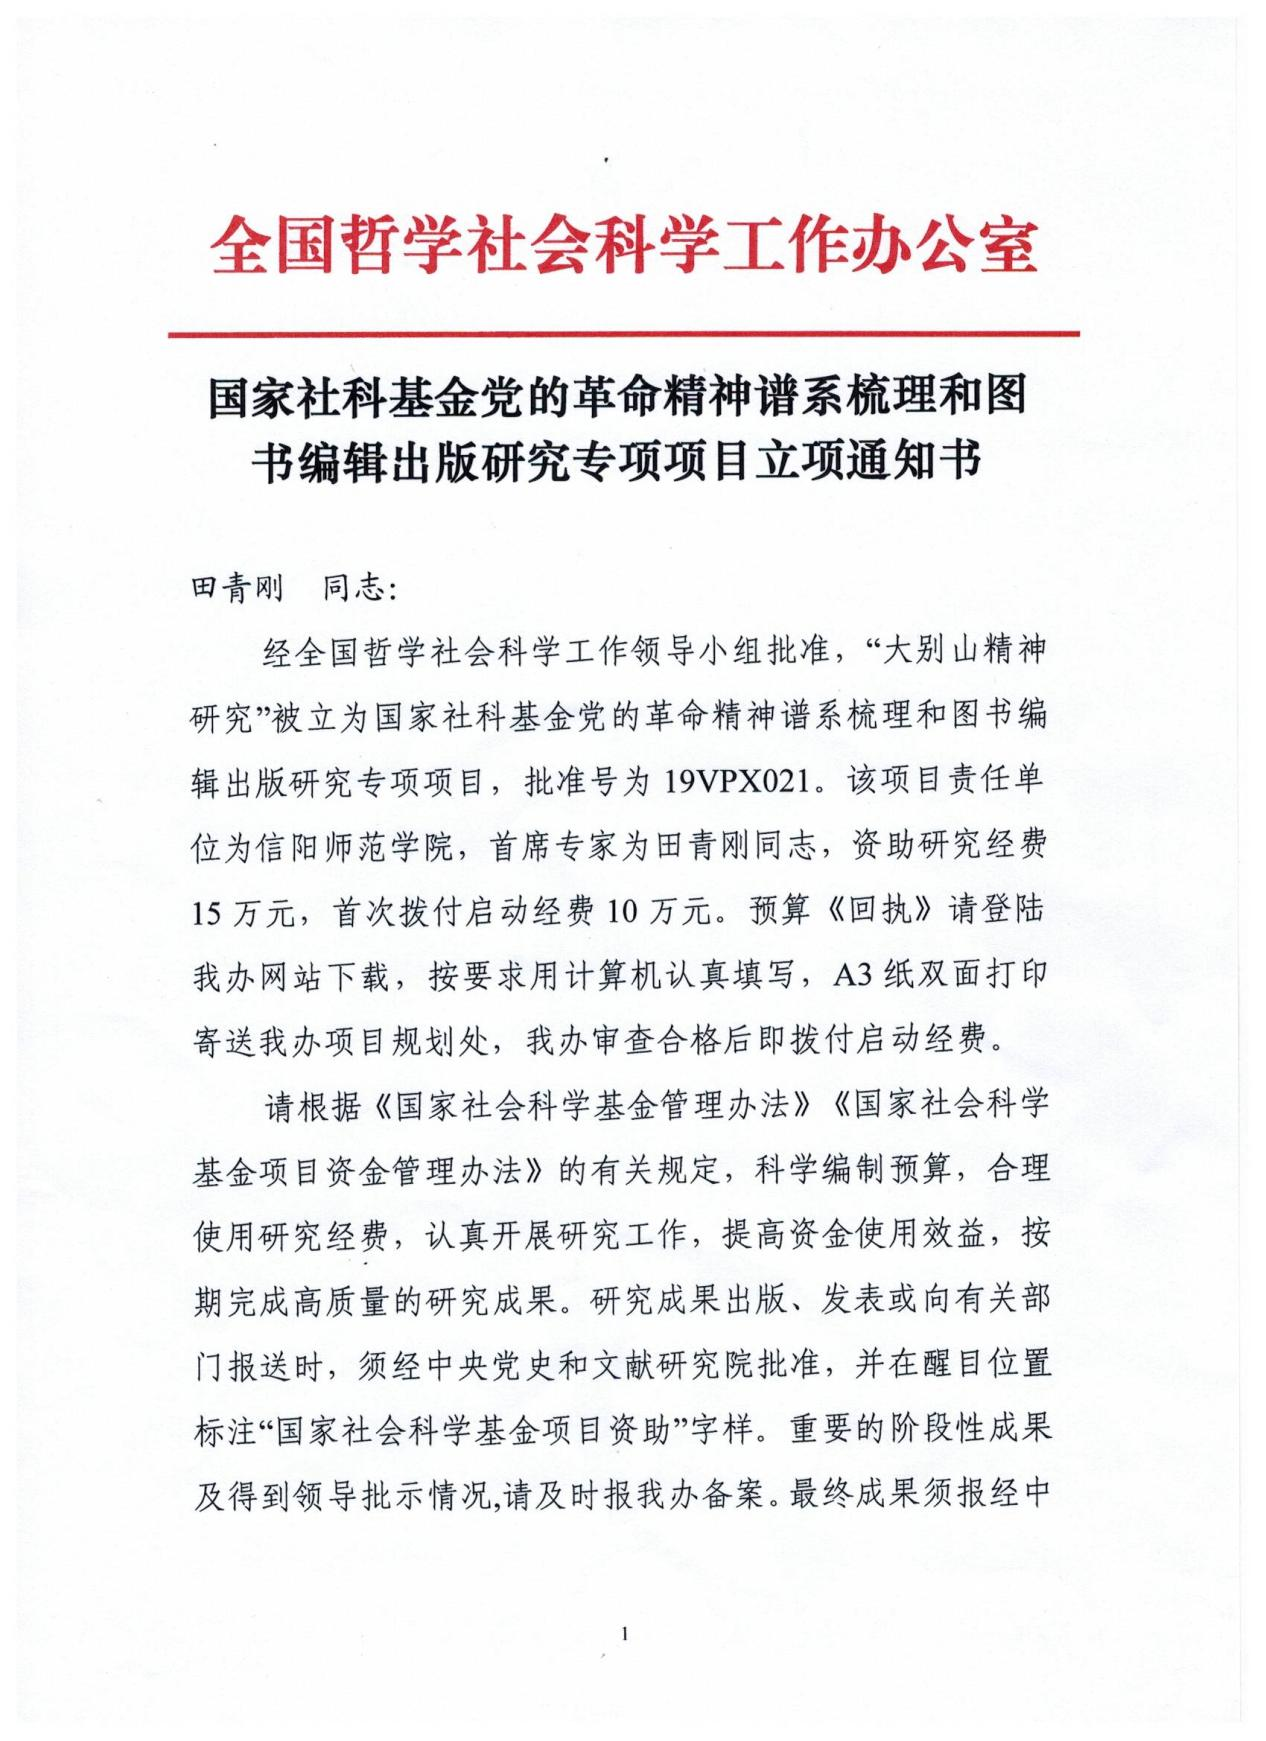 全国哲学社会科学工作办公室
国家社科基金党的革命精神谱系梳理和图
书编辑出版研究专项项目立项通知书
田青刚 同志：
经全国哲学社会科学工作领导小组批准，“大别山精神
研究”被立为国家社科基金党的革命精神谱系梳理和图书编
辑出版研究专项项目，批准号为 19VPX021。该项目责任单
位为信阳师范学院，首席专家为田青刚同志，资助研究经费
15 万元，首次拨付启动经费 10 万元。预算《回执》请登陆
我办网站下载，按要求用计算机认真填写，A3 纸双面打印
寄送我办项目规划处，我办审查合格后即拨付启动经费。
请根据《国家社会科学基金管理办法》《国家社会科学
基金项目资金管理办法》的有关规定，科学编制预算，合理
使用研究经费，认真开展研究工作，提高资金使用效益，按
期完成高质量的研究成果。研究成果出版、发表或向有关部
门报送时，须经中央党史和文献研究院批准，并在醒目位置
标注“国家社会科学基金项目资助”字样。重要的阶段性成果
及得到领导批示情况,请及时报我办备案。最终成果须报经中
1